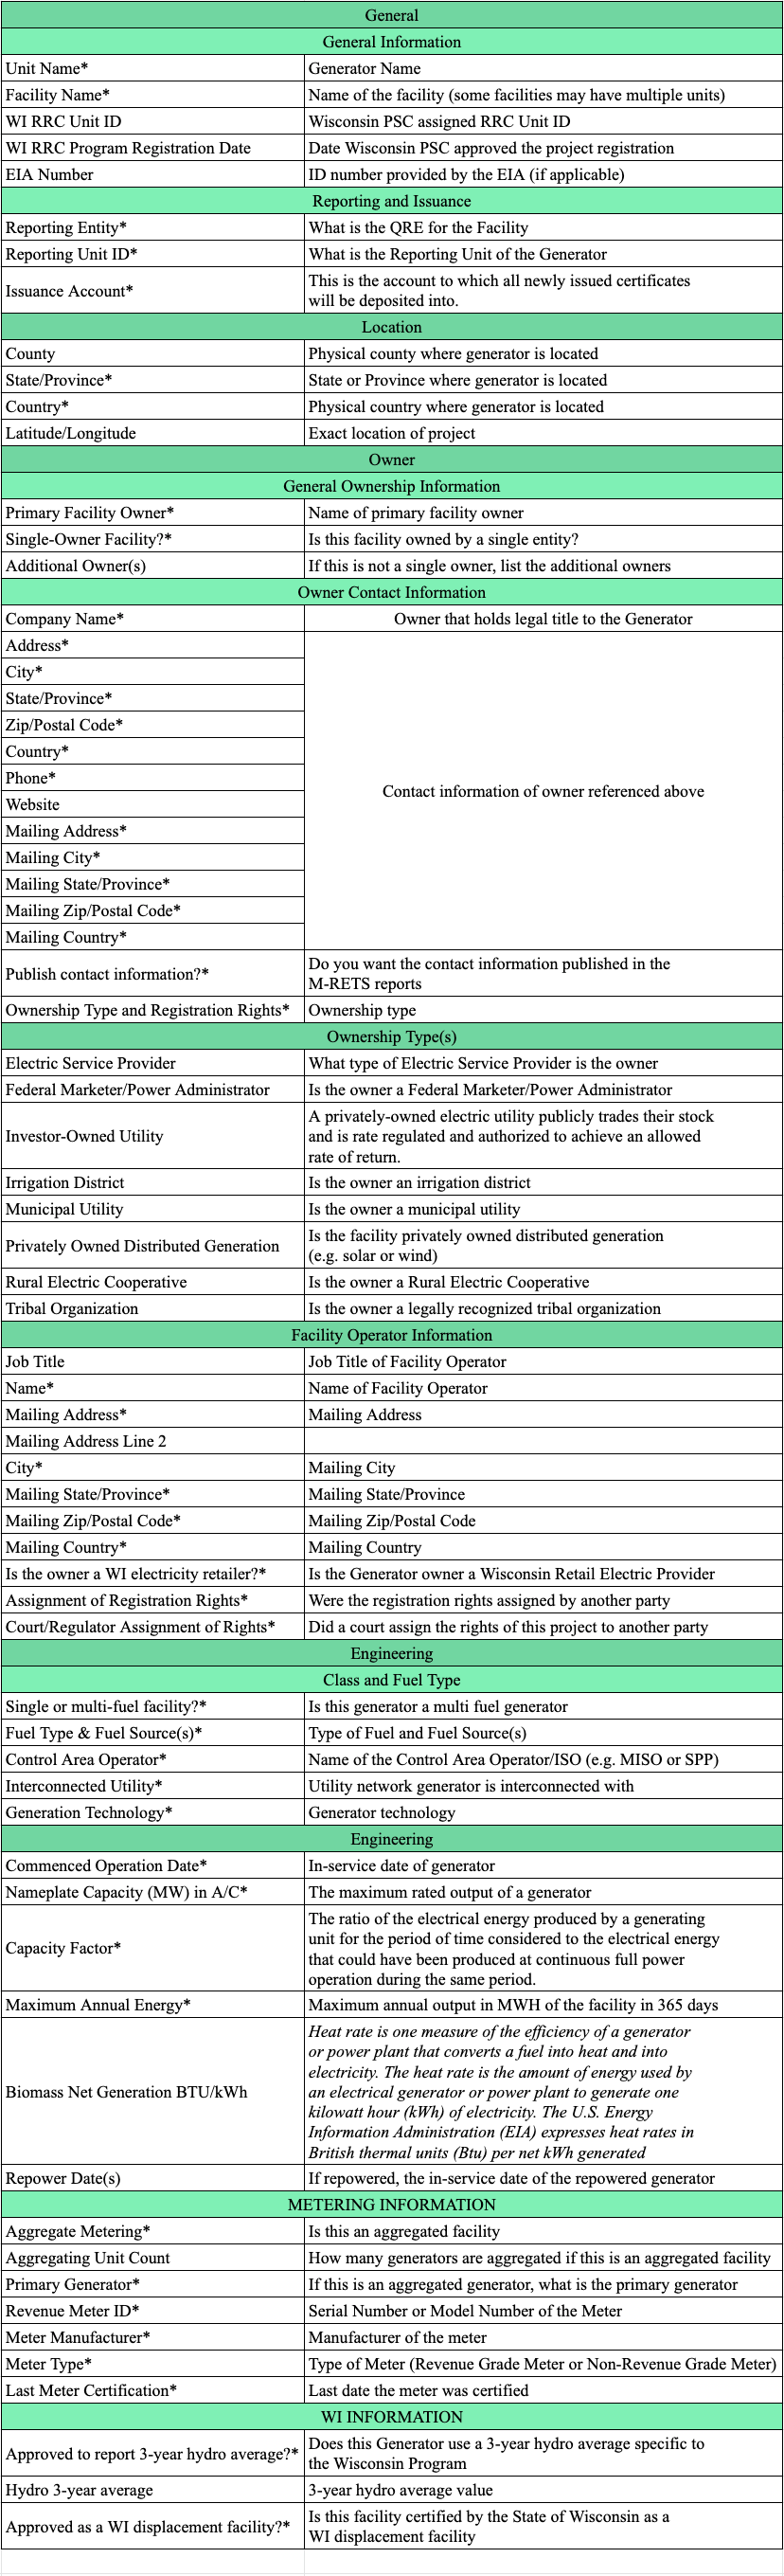 General
General Information
Unit Name*
Generator Name
Facility Name*
Name of the facility (some facilities may have multiple units)
WI RRC Unit ID
Wisconsin PSC assigned RRC Unit ID
WI RRC Program Registration Date
Date Wisconsin PSC approved the project registration
EIA Number
ID number provided by the EIA (if applicable)
Reporting and Issuance
Reporting Entity*
What is the QRE for the Facility
Reporting Unit ID*
What is the Reporting Unit of the Generator
Issuance Account*
This is the account to which all newly issued certificates
will be deposited into.
Location
County
Physical county where generator is located
State/Province*
State or Province where generator is located
Country*
Physical country where generator is located
Latitude/Longitude
Exact location of project
Owner
General Ownership Information
Primary Facility Owner*
Name of primary facility owner
Single-Owner Facility?*
Is this facility owned by a single entity?
Additional Owner(s)
If this is not a single owner, list the additional owners
Owner Contact Information
Company Name*
Owner that holds legal title to the Generator
Address*
City*
State/Province*
Zip/Postal Code*
Country*
Phone*
Website
Mailing Address*
Mailing City*
Mailing State/Province*
Mailing Zip/Postal Code*
Mailing Country*
Contact information of owner referenced above
Publish contact information?*
Do you want the contact information published in the
M-RETS reports
Ownership Type and Registration Rights*
Ownership type
Ownership Type(s)
Electric Service Provider
What type of Electric Service Provider is the owner
Federal Marketer/Power Administrator
Is the owner a Federal Marketer/Power Administrator
Investor-Owned Utility
A privately-owned electric utility publicly trades their stock
and is rate regulated and authorized to achieve an allowed
rate of return.
Irrigation District
Is the owner an irrigation district
Municipal Utility
Is the owner a municipal utility
Privately Owned Distributed Generation
Is the facility privately owned distributed generation
(e.g. solar or wind)
Rural Electric Cooperative
Is the owner a Rural Electric Cooperative
Tribal Organization
Is the owner a legally recognized tribal organization
Facility Operator Information
Job Title
Job Title of Facility Operator
Name*
Name of Facility Operator
Mailing Address*
Mailing Address
Mailing Address Line 2
City*
Mailing City
Mailing State/Province*
Mailing State/Province
Mailing Zip/Postal Code*
Mailing Zip/Postal Code
Mailing Country*
Mailing Country
Is the owner a WI electricity retailer?*
Is the Generator owner a Wisconsin Retail Electric Provider
Assignment of Registration Rights*
Were the registration rights assigned by another party
Court/Regulator Assignment of Rights*
Did a court assign the rights of this project to another party
Engineering
Class and Fuel Type
Single or multi-fuel facility?*
Is this generator a multi fuel generator
Fuel Type & Fuel Source(s)*
Type of Fuel and Fuel Source(s)
Control Area Operator*
Name of the Control Area Operator/ISO (e.g. MISO or SPP)
Interconnected Utility*
Utility network generator is interconnected with
Generation Technology*
Generator technology
Engineering
Commenced Operation Date*
In-service date of generator
Nameplate Capacity (MW) in A/C*
The maximum rated output of a generator
Capacity Factor*
The ratio of the electrical energy produced by a generating
unit for the period of time considered to the electrical energy
that could have been produced at continuous full power
operation during the same period.
Maximum Annual Energy*
Maximum annual output in MWH of the facility in 365 days
Biomass Net Generation BTU/kWh
Heat rate is one measure of the efficiency of a generator
or power plant that converts a fuel into heat and into
electricity. The heat rate is the amount of energy used by
an electrical generator or power plant to generate one
kilowatt hour (kWh) of electricity. The U.S. Energy
Information Administration (EIA) expresses heat rates in
British thermal units (Btu) per net kWh generated
Repower Date(s)
If repowered, the in-service date of the repowered generator
METERING INFORMATION
Aggregate Metering*
Is this an aggregated facility
Aggregating Unit Count
How many generators are aggregated if this is an aggregated facility
Primary Generator*
If this is an aggregated generator, what is the primary generator
Revenue Meter ID*
Serial Number or Model Number of the Meter
Meter Manufacturer*
Manufacturer of the meter
Meter Type*
Type of Meter (Revenue Grade Meter or Non-Revenue Grade Meter)
Last Meter Certification*
Last date the meter was certified
WI INFORMATION
Approved to report 3-year hydro average?*
Does this Generator use a 3-year hydro average specific to
the Wisconsin Program
Hydro 3-year average
3-year hydro average value
Approved as a WI displacement facility?*
Is this facility certified by the State of Wisconsin as a
WI displacement facility